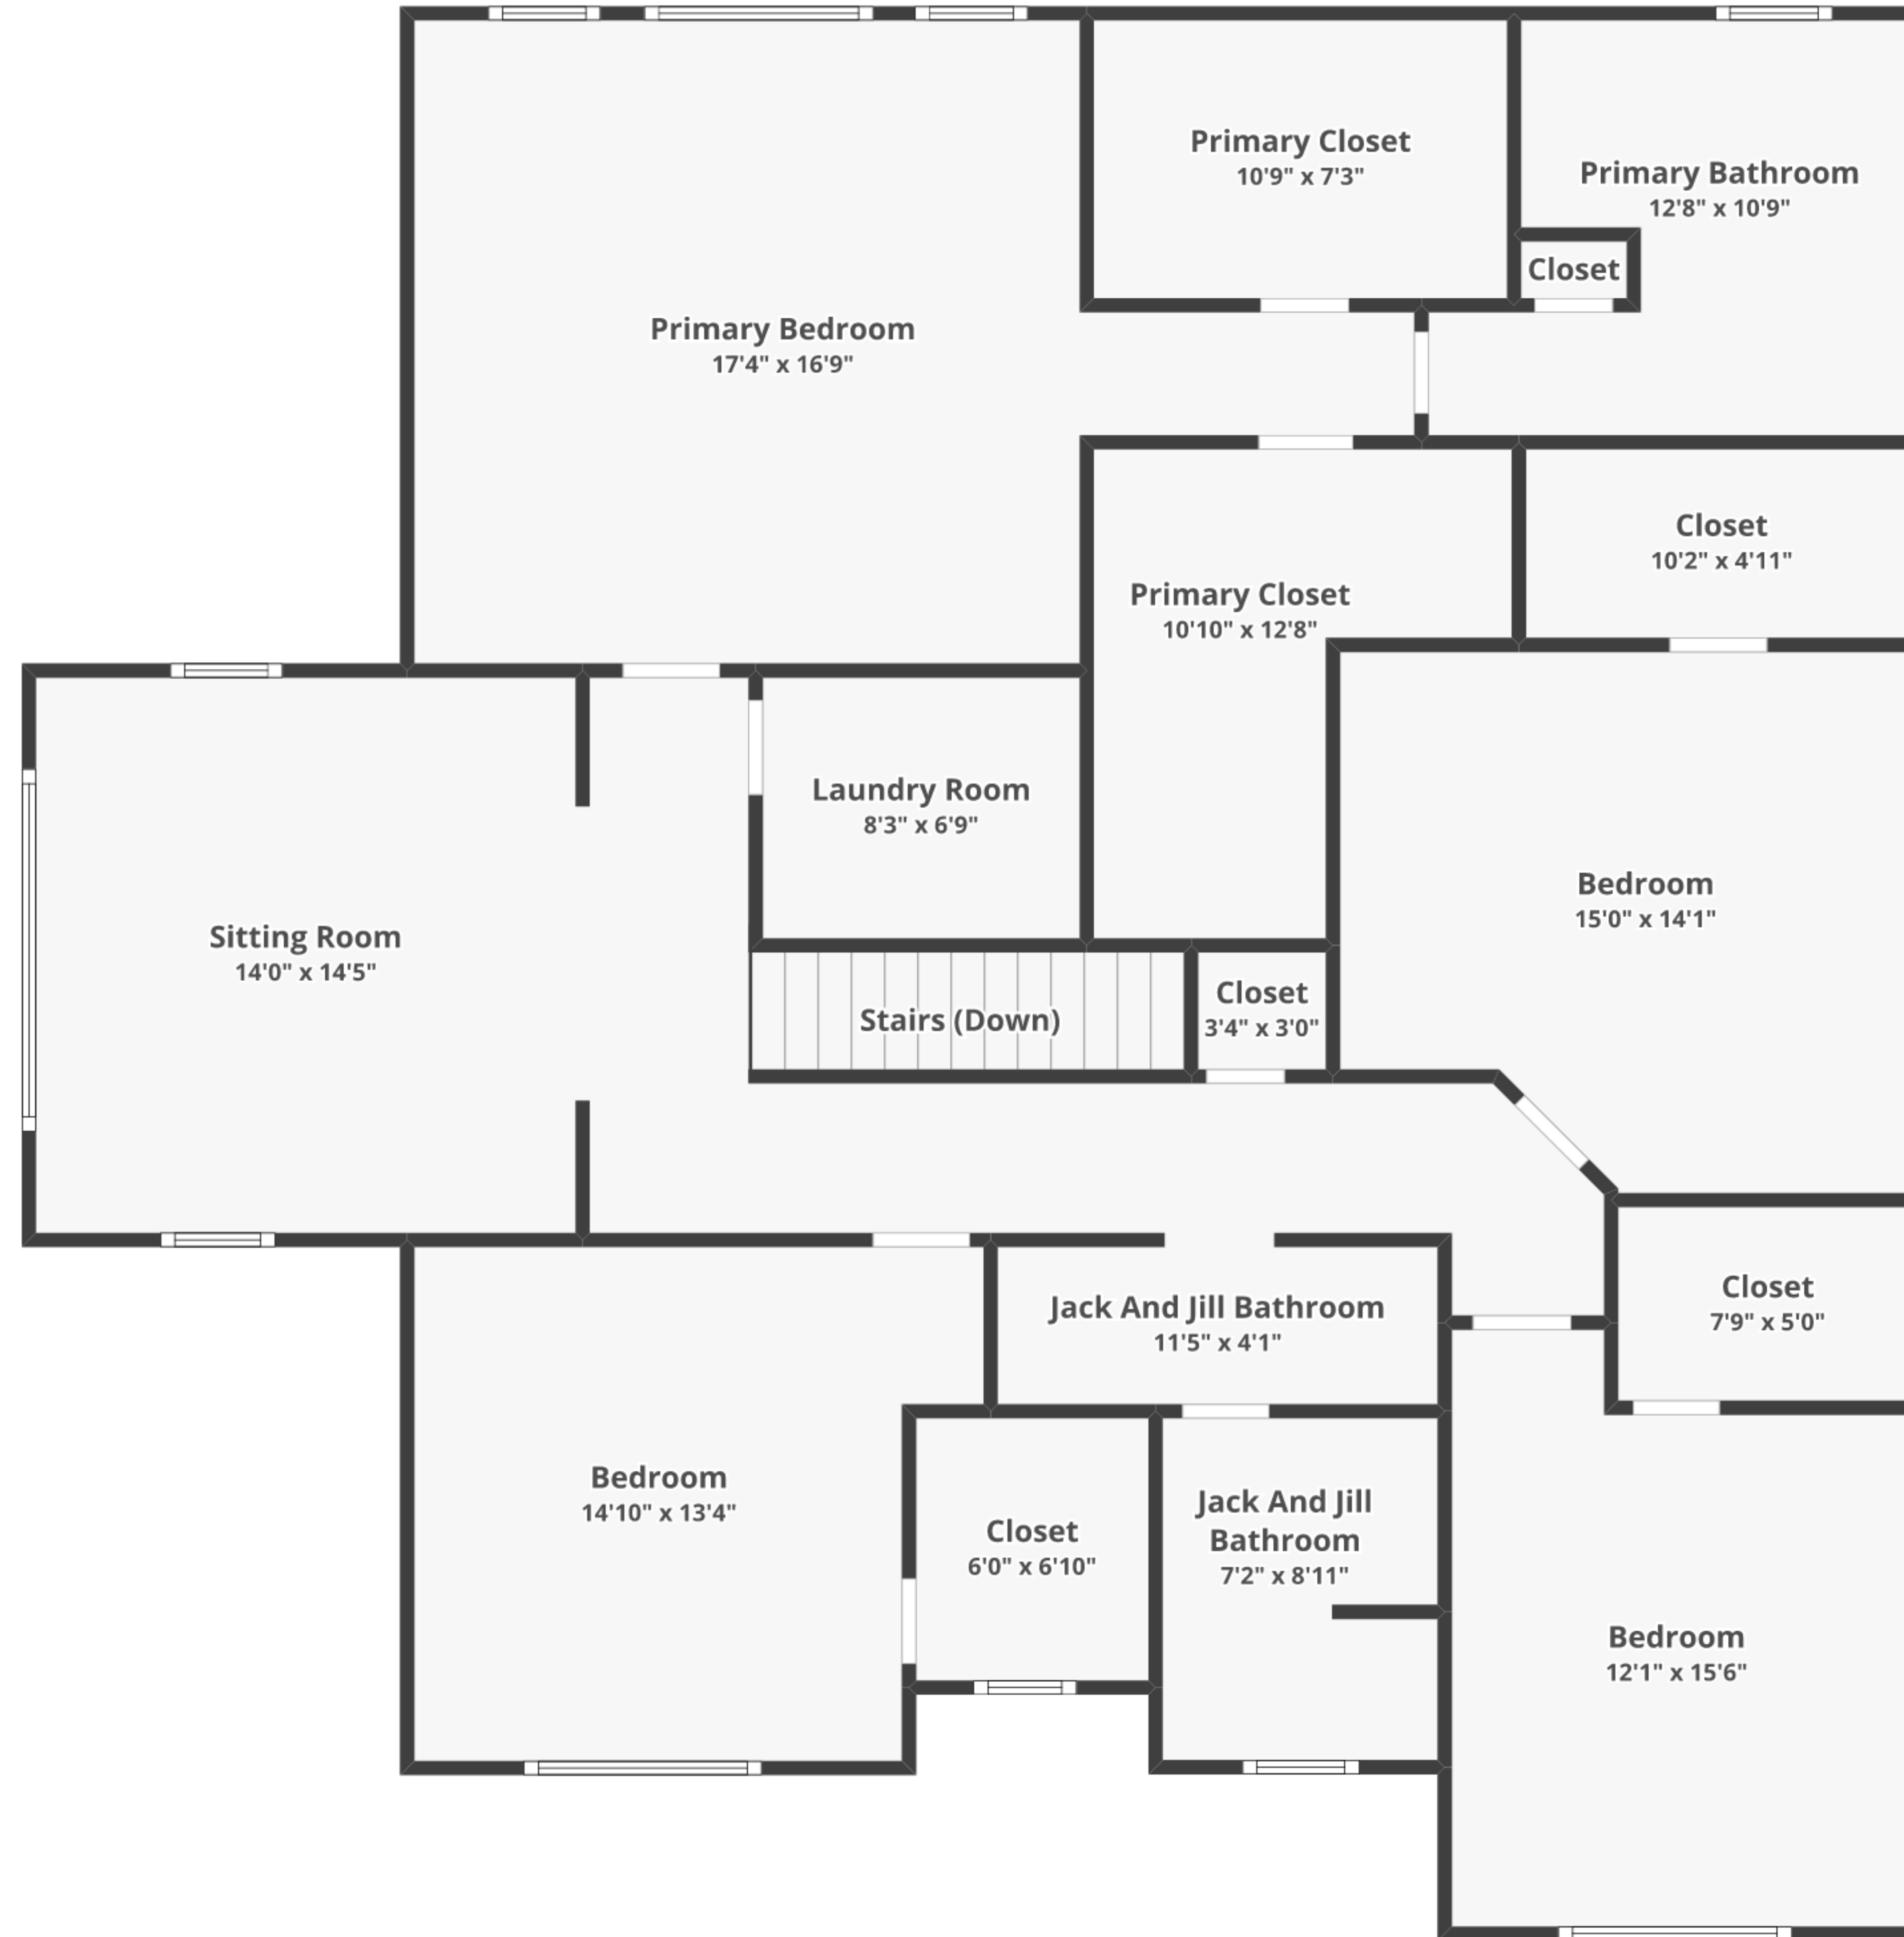 Primary Closet
10'9" x 7'3"
Primary Bathroom
12'8" x 10'9"
Closet
Primary Bedroom
17'4" x 16'9"
Closet
10'2" x 4'11"
Primary Closet
10'10" x 12'8"
Laundry Room
8'3" x 6'9"
Bedroom
15'0" x 14'1"
Sitting Room
14'0" x 14'5"
Closet
3'4" x 3'0"
Stairs (Down)
Closet
7'9" x 5'0"
Jack And Jill Bathroom
11'5" x 4'1"
Bedroom
14'10" x 13'4"
Closet
6'0" x 6'10"
Jack And Jill
Bathroom
7'2" x 8'11"
Bedroom
12'1" x 15'6"